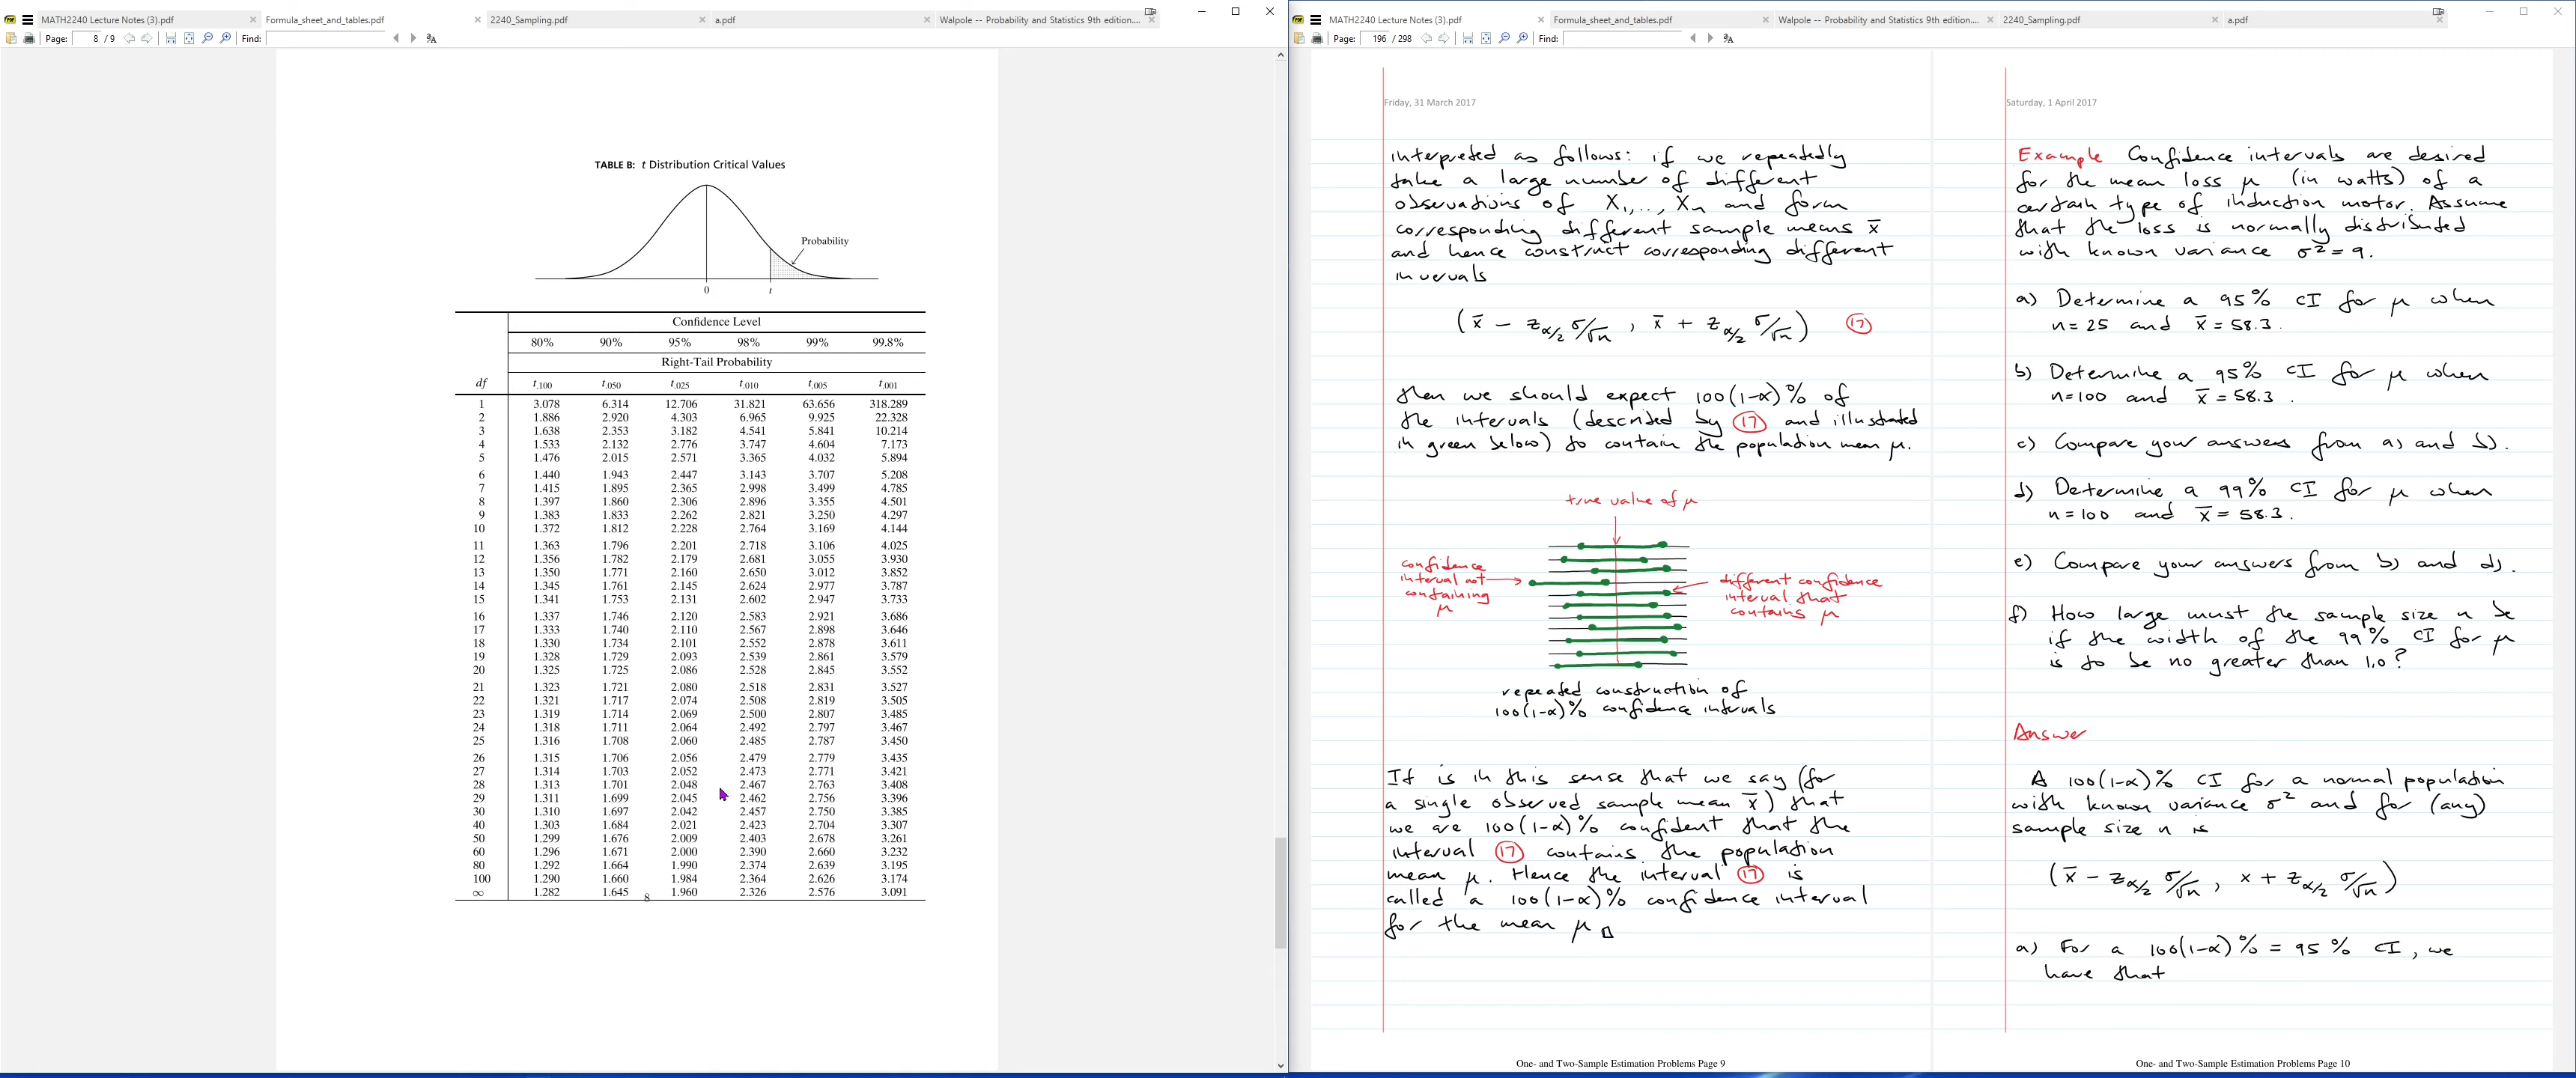 MATH2240 Lecture Notes (3).pdf
Formula_sheet_and_tables.pdf
2240_Sampling.pdf
a.pdf
Walpole -- Probability and Statistics 9th edition....
Page: 8 / 9 Find:
TABLE B: t Distribution Critical Values
Probability
0 t
Confidence Level
80% 90% 95% 98% 99% 99.8%
Right-Tail Probability
df t.100 t.050 t.025 t.010 t.005 t.001
1 3.078 6.314 12.706 31.821 63.656 318.289
2 1.886 2.920 4.303 6.965 9.925 22.328
3 1.638 2.353 3.182 4.541 5.841 10.214
4 1.533 2.132 2.776 3.747 4.604 7.173
5 1.476 2.015 2.571 3.365 4.032 5.894
6 1.440 1.943 2.447 3.143 3.707 5.208
7 1.415 1.895 2.365 2.998 3.499 4.785
8 1.397 1.860 2.306 2.896 3.355 4.501
9 1.383 1.833 2.262 2.821 3.250 4.297
10 1.372 1.812 2.228 2.764 3.169 4.144
11 1.363 1.796 2.201 2.718 3.106 4.025
12 1.356 1.782 2.179 2.681 3.055 3.930
13 1.350 1.771 2.160 2.650 3.012 3.852
14 1.345 1.761 2.145 2.624 2.977 3.787
15 1.341 1.753 2.131 2.602 2.947 3.733
16 1.337 1.746 2.120 2.583 2.921 3.686
17 1.333 1.740 2.110 2.567 2.898 3.646
18 1.330 1.734 2.101 2.552 2.878 3.611
19 1.328 1.729 2.093 2.539 2.861 3.579
20 1.325 1.725 2.086 2.528 2.845 3.552
21 1.323 1.721 2.080 2.518 2.831 3.527
22 1.321 1.717 2.074 2.508 2.819 3.505
23 1.319 1.714 2.069 2.500 2.807 3.485
24 1.318 1.711 2.064 2.492 2.797 3.467
25 1.316 1.708 2.060 2.485 2.787 3.450
26 1.315 1.706 2.056 2.479 2.779 3.435
27 1.314 1.703 2.052 2.473 2.771 3.421
28 1.313 1.701 2.048 2.467 2.763 3.408
29 1.311 1.699 2.045 2.462 2.756 3.396
30 1.310 1.697 2.042 2.457 2.750 3.385
40 1.303 1.684 2.021 2.423 2.704 3.307
50 1.299 1.676 2.009 2.403 2.678 3.261
60 1.296 1.671 2.000 2.390 2.660 3.232
80 1.292 1.664 1.990 2.374 2.639 3.195
100 1.290 1.660 1.984 2.364 2.626 3.174
∞ 1.282 1.645 1.960 2.326 2.576 3.091
8
MATH2240 Lecture Notes (3).pdf
Formula_sheet_and_tables.pdf
Walpole -- Probability and Statistics 9th edition....
2240_Sampling.pdf
a.pdf
Page: 196 / 298 Find:
Friday, 31 March 2017
interpreted as follows: if we repeatedly
take a large number of different
observations of X₁,.., Xₙ and form
corresponding different sample means x̄
and hence construct corresponding different
invervals
(x̄ - z_{α/2} σ/√n , x̄ + z_{α/2} σ/√n) (17)
then we should expect 100(1-α)% of
the intervals (described by (17) and illustrated
in green below) to contain the population mean μ.
true value of μ
confidence
interval not
containing
μ
different confidence
interval that
contains μ
repeated construction of
100(1-α)% confidence intervals
It is in this sense that we say (for
a single observed sample mean x̄) that
we are 100(1-α)% confident that the
interval (17) contains the population
mean μ. Hence the interval (17) is
called a 100(1-α)% confidence interval
for the mean μ
One- and Two-Sample Estimation Problems Page 9
Saturday, 1 April 2017
Example Confidence intervals are desired
for the mean loss μ (in watts) of a
certain type of induction motor. Assume
that the loss is normally distributed
with known variance σ²=9.
a) Determine a 95% CI for μ when
n=25 and x̄=58.3.
b) Determine a 95% CI for μ when
n=100 and x̄=58.3.
c) Compare your answers from a) and b).
d) Determine a 99% CI for μ when
n=100 and x̄=58.3.
e) Compare your answers from b) and d).
f) How large must the sample size n be
if the width of the 99% CI for μ
is to be no greater than 1.0?
Answer
A 100(1-α)% CI for a normal population
with known variance σ² and for (any)
sample size n is
(x̄ - z_{α/2} σ/√n , x + z_{α/2} σ/√n)
a) For a 100(1-α)% = 95% CI, we
have that
One- and Two-Sample Estimation Problems Page 10